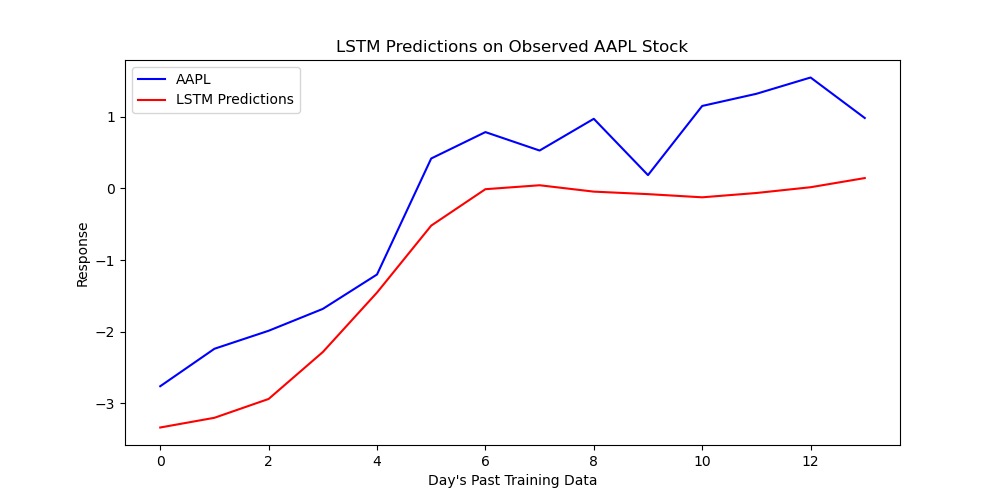 LSTM Predictions on Observed AAPL Stock
AAPL
LSTM Predictions
Response
1
0
−1
−2
−3
0 2 4 6 8 10 12
Day's Past Training Data